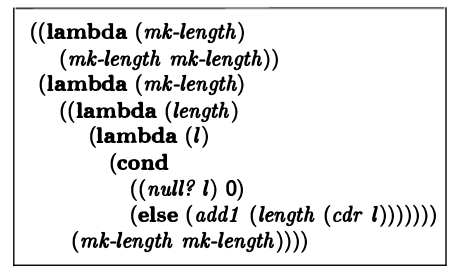 ((lambda (mk-length)
(mk-length mk-length))
(lambda (mk-length)
((lambda (length)
(lambda (l)
(cond
((null? l) 0)
(else (add1 (length (cdr l)))))))
(mk-length mk-length))))